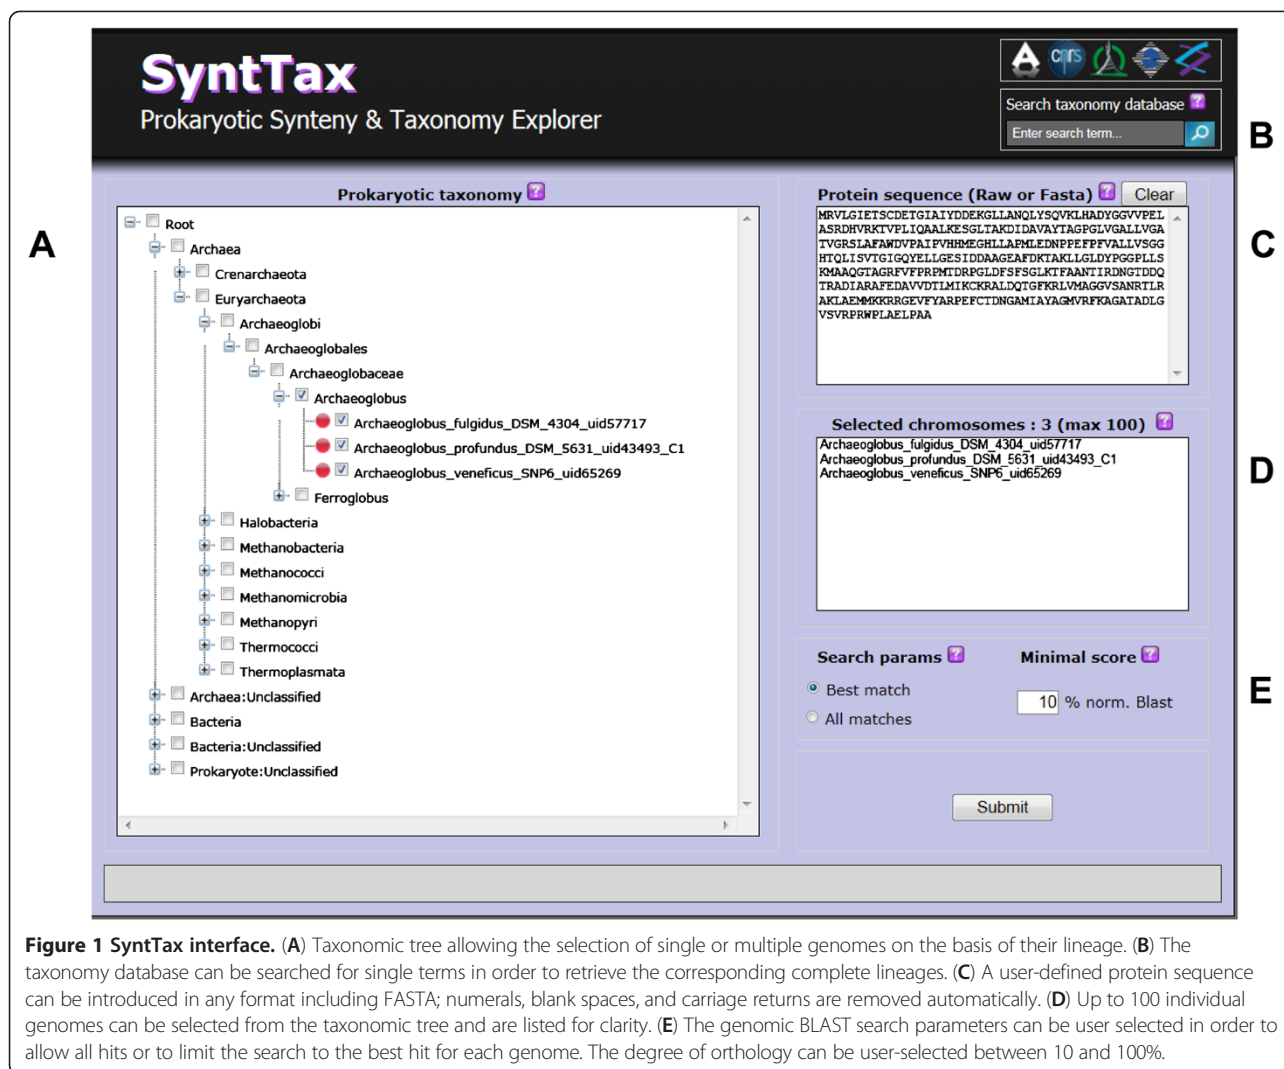 SyntTax
Prokaryotic Synteny & Taxonomy Explorer
A
cnrs
Search taxonomy database ?
Enter search term...
B
Prokaryotic taxonomy ?
A
Root
Archaea
Crenarchaeota
Euryarchaeota
Archaeoglobi
Archaeoglobales
Archaeoglobaceae
Archaeoglobus
Archaeoglobus_fulgidus_DSM_4304_uid57717
Archaeoglobus_profundus_DSM_5631_uid43493_C1
Archaeoglobus_veneficus_SNP6_uid65269
Ferroglobus
Halobacteria
Methanobacteria
Methanococci
Methanomicrobia
Methanopyri
Thermococci
Thermoplasmata
Archaea:Unclassified
Bacteria
Bacteria:Unclassified
Prokaryote:Unclassified
Protein sequence (Raw or Fasta) ? Clear
MRVLGIETSCDETGIAIYDDEKGLLANQLYSQVKLHADYGGVVPEL
ASRDHVRKTVPLIQAALKESGLTAKDIDAVAYTAGPGLVGALLVGA
TVGRSLAFAWDVPAIPVHHMEGHLLAPMLEDNPPEFPFVALLVSGG
HTQLISVTGIGQYELLGESIDDAAGEAFDKTAKLLGLDYPGGPLLS
KMAAQGTAGRFVFPRPMTDRPGLDFSFSGLKTFAANTIRDNGTDDQ
TRADIARAFEDAVVDTLMIKCKRALDQTGFKRLVMAGGVSANRTLR
AKLAEMMKKRRGEVFYARPEFCTDNGAMIAYAGMVRFKAGATADLG
VSVRPRWPLAELPAA
C
Selected chromosomes : 3 (max 100) ?
Archaeoglobus_fulgidus_DSM_4304_uid57717
Archaeoglobus_profundus_DSM_5631_uid43493_C1
Archaeoglobus_veneficus_SNP6_uid65269
D
Search params ? Minimal score ?
Best match
All matches
10 % norm. Blast
E
Submit
Figure 1 SyntTax interface. (A) Taxonomic tree allowing the selection of single or multiple genomes on the basis of their lineage. (B) The
taxonomy database can be searched for single terms in order to retrieve the corresponding complete lineages. (C) A user-defined protein sequence
can be introduced in any format including FASTA; numerals, blank spaces, and carriage returns are removed automatically. (D) Up to 100 individual
genomes can be selected from the taxonomic tree and are listed for clarity. (E) The genomic BLAST search parameters can be user selected in order to
allow all hits or to limit the search to the best hit for each genome. The degree of orthology can be user-selected between 10 and 100%.